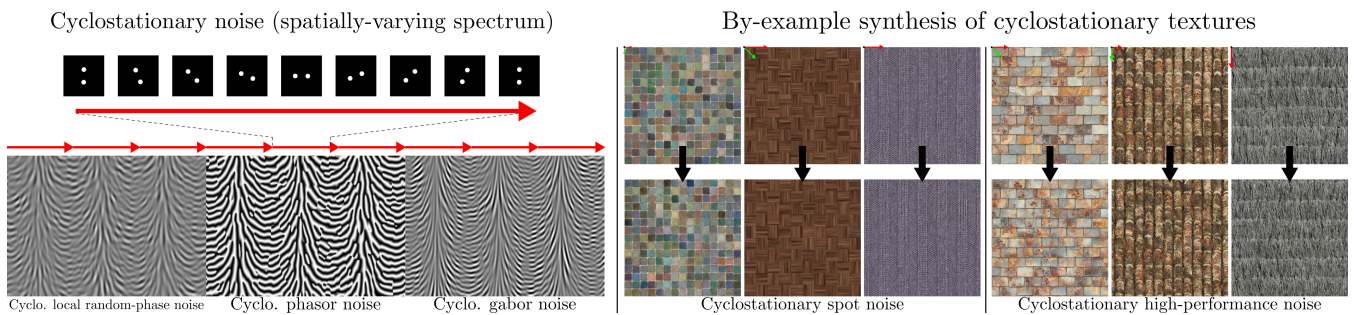 Cyclostationary noise (spatially-varying spectrum)
By-example synthesis of cyclostationary textures
Cyclo. local random-phase noise
Cyclo. phasor noise
Cyclo. gabor noise
Cyclostationary spot noise
Cyclostationary high-performance noise